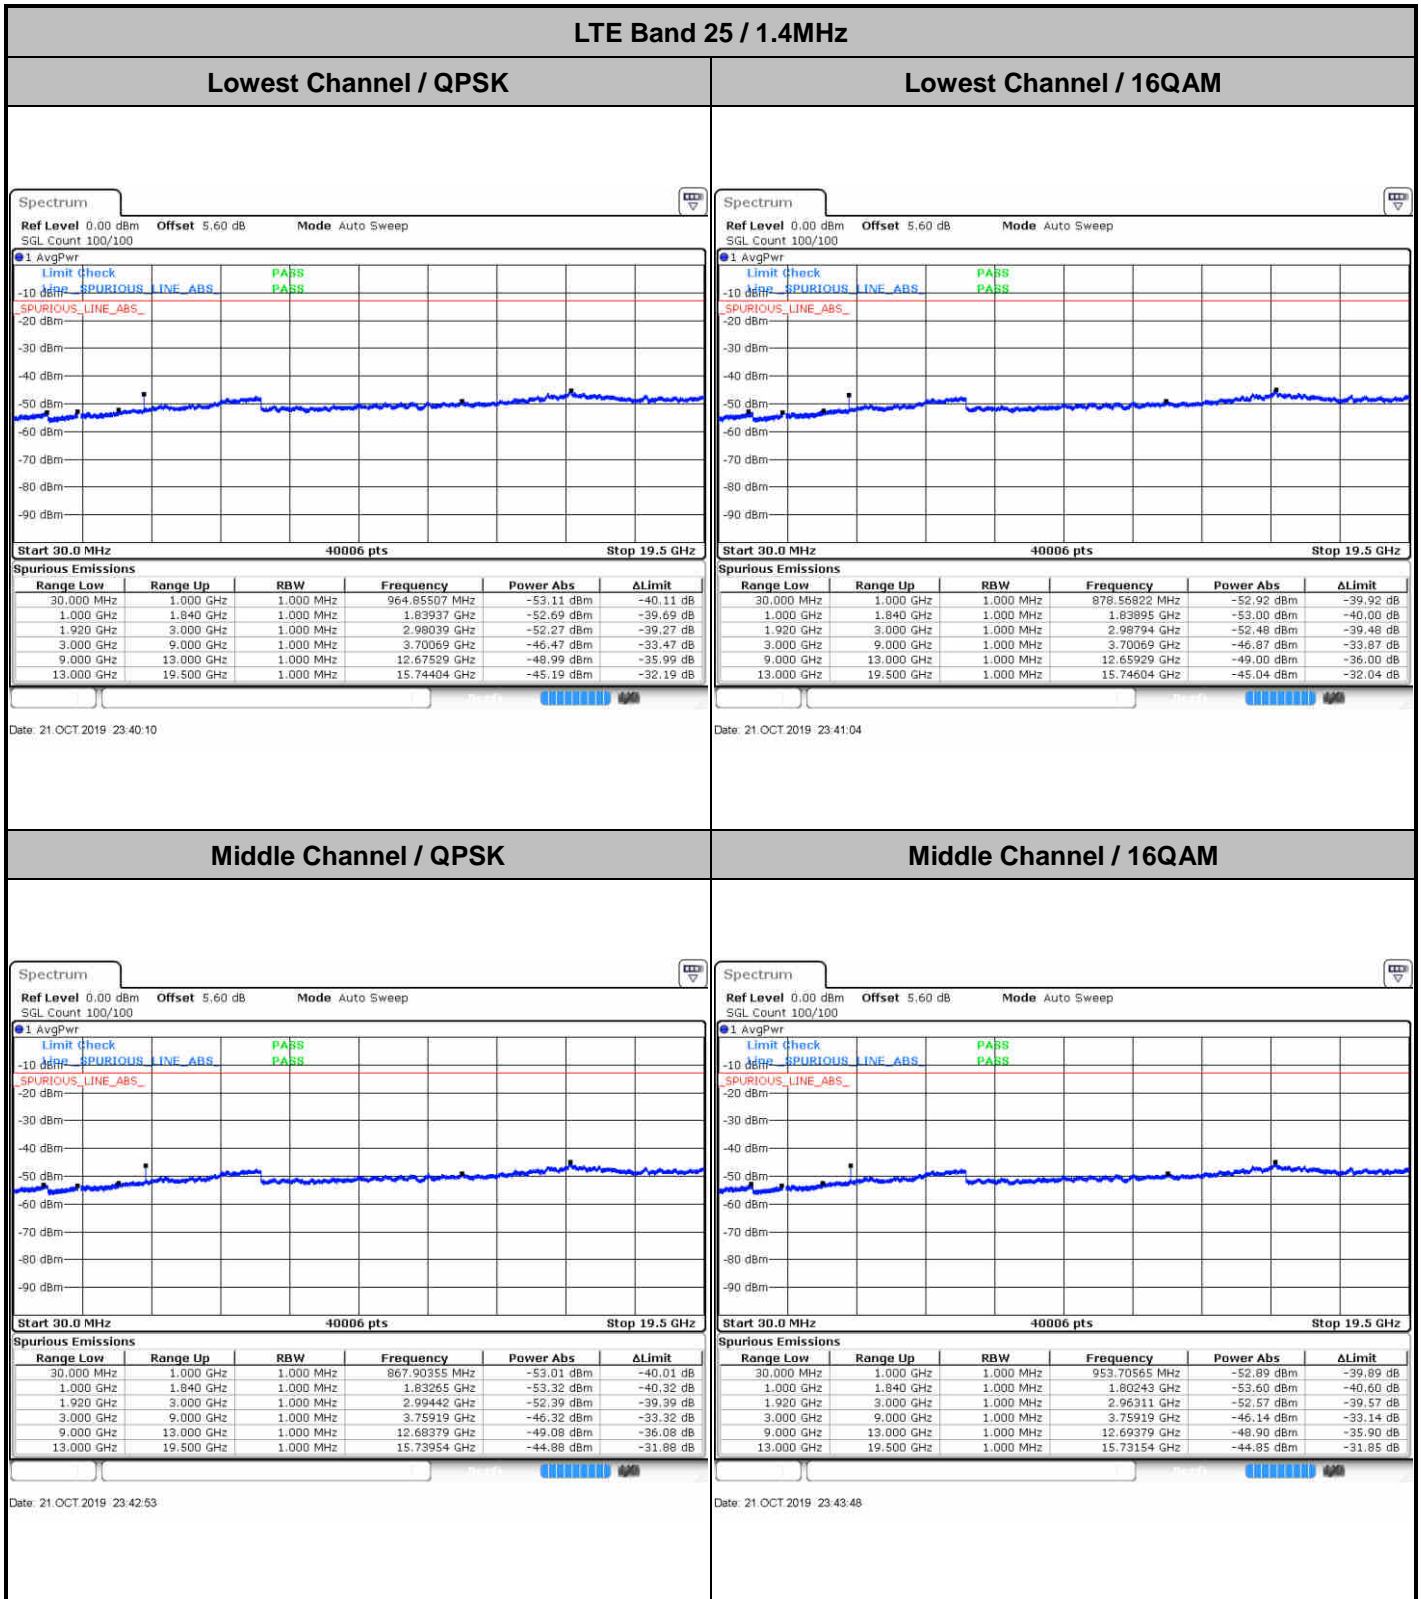 LTE Band 25 / 1.4MHz
Lowest Channel / QPSK
Lowest Channel / 16QAM
Spectrum
Ref Level 0.00 dBm Offset 5.60 dB Mode Auto Sweep
SGL Count 100/100
1 AvgPwr
Limit Check PASS
Line _SPURIOUS_LINE_ABS_ PASS
-10 dBm
_SPURIOUS_LINE_ABS_
-20 dBm
-30 dBm
-40 dBm
-50 dBm
-60 dBm
-70 dBm
-80 dBm
-90 dBm
Start 30.0 MHz 40006 pts Stop 19.5 GHz
Spurious Emissions
Range Low Range Up RBW Frequency Power Abs ΔLimit
30.000 MHz 1.000 GHz 1.000 MHz 964.85507 MHz -53.11 dBm -40.11 dB
1.000 GHz 1.840 GHz 1.000 MHz 1.83937 GHz -52.69 dBm -39.69 dB
1.920 GHz 3.000 GHz 1.000 MHz 2.98039 GHz -52.27 dBm -39.27 dB
3.000 GHz 9.000 GHz 1.000 MHz 3.70069 GHz -46.47 dBm -33.47 dB
9.000 GHz 13.000 GHz 1.000 MHz 12.67529 GHz -48.99 dBm -35.99 dB
13.000 GHz 19.500 GHz 1.000 MHz 15.74404 GHz -45.19 dBm -32.19 dB
Date: 21.OCT.2019 23:40:10
Spectrum
Ref Level 0.00 dBm Offset 5.60 dB Mode Auto Sweep
SGL Count 100/100
1 AvgPwr
Limit Check PASS
Line _SPURIOUS_LINE_ABS_ PASS
-10 dBm
_SPURIOUS_LINE_ABS_
-20 dBm
-30 dBm
-40 dBm
-50 dBm
-60 dBm
-70 dBm
-80 dBm
-90 dBm
Start 30.0 MHz 40006 pts Stop 19.5 GHz
Spurious Emissions
Range Low Range Up RBW Frequency Power Abs ΔLimit
30.000 MHz 1.000 GHz 1.000 MHz 878.56822 MHz -52.92 dBm -39.92 dB
1.000 GHz 1.840 GHz 1.000 MHz 1.83895 GHz -53.00 dBm -40.00 dB
1.920 GHz 3.000 GHz 1.000 MHz 2.98794 GHz -52.48 dBm -39.48 dB
3.000 GHz 9.000 GHz 1.000 MHz 3.70069 GHz -46.87 dBm -33.87 dB
9.000 GHz 13.000 GHz 1.000 MHz 12.65929 GHz -49.00 dBm -36.00 dB
13.000 GHz 19.500 GHz 1.000 MHz 15.74604 GHz -45.04 dBm -32.04 dB
Date: 21.OCT.2019 23:41:04
Middle Channel / QPSK
Middle Channel / 16QAM
Spectrum
Ref Level 0.00 dBm Offset 5.60 dB Mode Auto Sweep
SGL Count 100/100
1 AvgPwr
Limit Check PASS
Line _SPURIOUS_LINE_ABS_ PASS
-10 dBm
_SPURIOUS_LINE_ABS_
-20 dBm
-30 dBm
-40 dBm
-50 dBm
-60 dBm
-70 dBm
-80 dBm
-90 dBm
Start 30.0 MHz 40006 pts Stop 19.5 GHz
Spurious Emissions
Range Low Range Up RBW Frequency Power Abs ΔLimit
30.000 MHz 1.000 GHz 1.000 MHz 867.90355 MHz -53.01 dBm -40.01 dB
1.000 GHz 1.840 GHz 1.000 MHz 1.83265 GHz -53.32 dBm -40.32 dB
1.920 GHz 3.000 GHz 1.000 MHz 2.99442 GHz -52.39 dBm -39.39 dB
3.000 GHz 9.000 GHz 1.000 MHz 3.75919 GHz -46.32 dBm -33.32 dB
9.000 GHz 13.000 GHz 1.000 MHz 12.68379 GHz -49.08 dBm -36.08 dB
13.000 GHz 19.500 GHz 1.000 MHz 15.73954 GHz -44.88 dBm -31.88 dB
Date: 21.OCT.2019 23:42:53
Spectrum
Ref Level 0.00 dBm Offset 5.60 dB Mode Auto Sweep
SGL Count 100/100
1 AvgPwr
Limit Check PASS
Line _SPURIOUS_LINE_ABS_ PASS
-10 dBm
_SPURIOUS_LINE_ABS_
-20 dBm
-30 dBm
-40 dBm
-50 dBm
-60 dBm
-70 dBm
-80 dBm
-90 dBm
Start 30.0 MHz 40006 pts Stop 19.5 GHz
Spurious Emissions
Range Low Range Up RBW Frequency Power Abs ΔLimit
30.000 MHz 1.000 GHz 1.000 MHz 953.70565 MHz -52.89 dBm -39.89 dB
1.000 GHz 1.840 GHz 1.000 MHz 1.80243 GHz -53.60 dBm -40.60 dB
1.920 GHz 3.000 GHz 1.000 MHz 2.96311 GHz -52.57 dBm -39.57 dB
3.000 GHz 9.000 GHz 1.000 MHz 3.75919 GHz -46.14 dBm -33.14 dB
9.000 GHz 13.000 GHz 1.000 MHz 12.69379 GHz -48.90 dBm -35.90 dB
13.000 GHz 19.500 GHz 1.000 MHz 15.73154 GHz -44.85 dBm -31.85 dB
Date: 21.OCT.2019 23:43:48